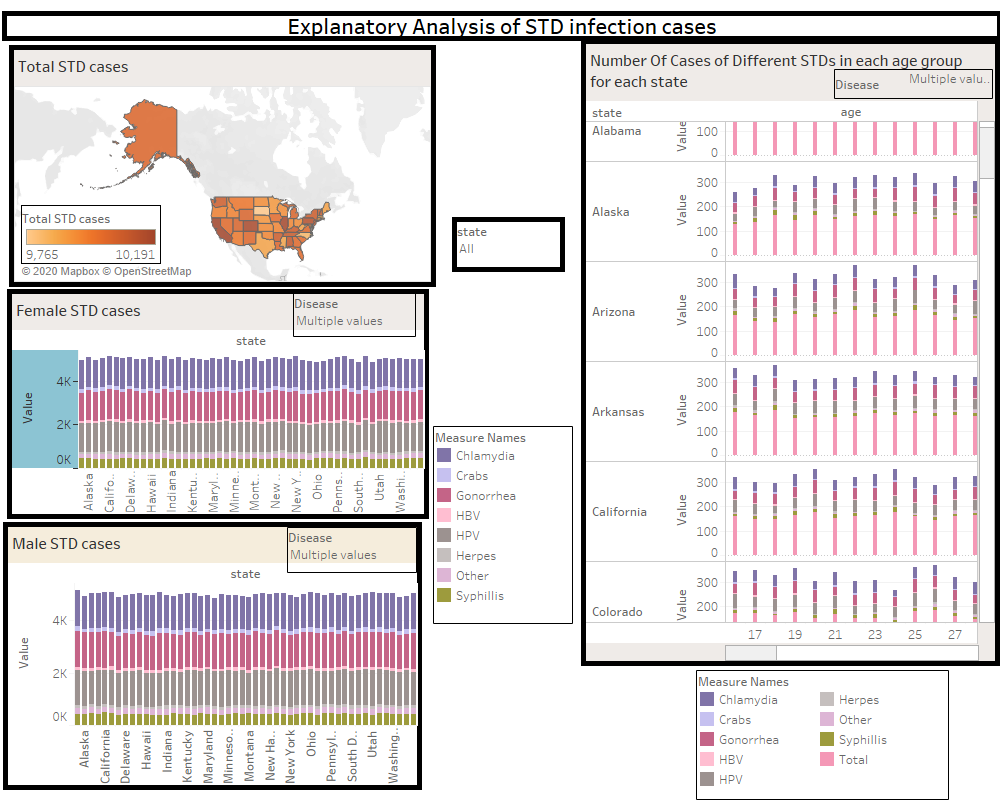 Explanatory Analysis of STD infection cases
Total STD cases
Total STD cases
9,765 10,191
© 2020 Mapbox © OpenStreetMap
Female STD cases
Disease
Multiple values
state
Value
4K
2K
0K
Alaska Califo.. Delaw.. Hawaii Indiana Kentu.. Maryl.. Minne.. Mont.. New .. New Y.. Ohio Penns.. South.. Utah Washi..
Male STD cases
Disease
Multiple values
state
Value
4K
2K
0K
Alaska California Delaware Hawaii Indiana Kentucky Maryland Minneso.. Montana New Ha.. New York Ohio Pennsyl.. South D.. Utah Washing..
state
All
Measure Names
Chlamydia
Crabs
Gonorrhea
HBV
HPV
Herpes
Other
Syphillis
Number Of Cases of Different STDs in each age group
for each state
Disease Multiple valu..
state age
Alabama Value 100
0
Alaska Value 300
200
100
0
Arizona Value 300
200
100
0
Arkansas Value 300
200
100
0
California Value 300
200
100
0
Colorado Value 300
200
17 19 21 23 25 27
Measure Names
Chlamydia Herpes
Crabs Other
Gonorrhea Syphillis
HBV Total
HPV